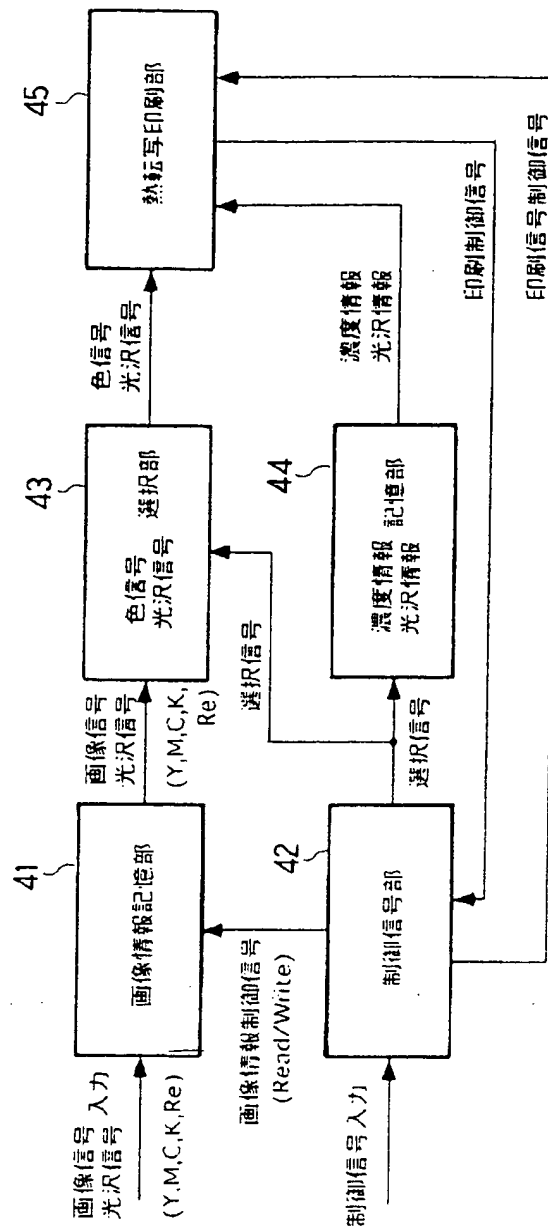 画像信号
光沢信号 入力
(Y.M,C,K,Re)
41
画像情報記憶部
画像信号
光沢信号
(Y,M,C,K,
Re)
43
色信号
光沢信号 選択部
色信号
光沢信号
45
熱転写印刷部
画像情報制御信号
(Read/Write)
選択信号
制御信号入力
42
制御信号部
選択信号
44
濃度情報
光沢情報 記憶部
濃度情報
光沢情報
印刷制御信号
印刷信号制御信号